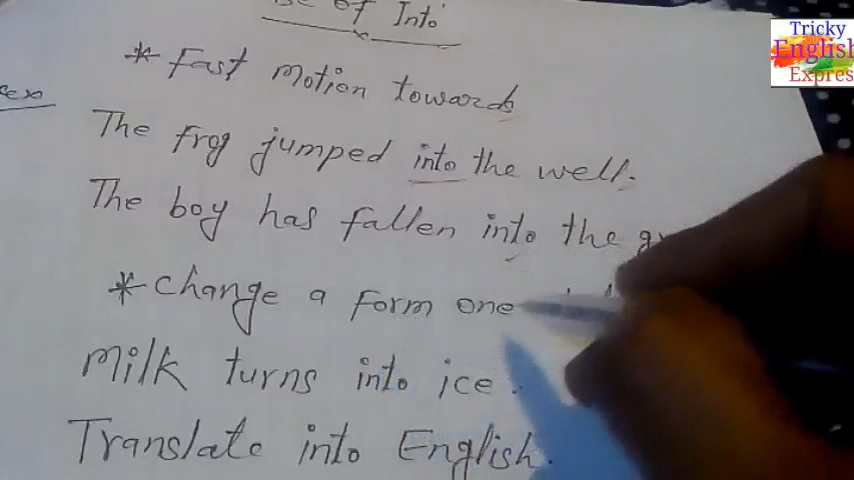 of Into
* Fast motion towards
The frog jumped into the well.
The boy has fallen into the
* Change a form one
Milk turns into ice.
Translate into English.
Tricky
English
Express